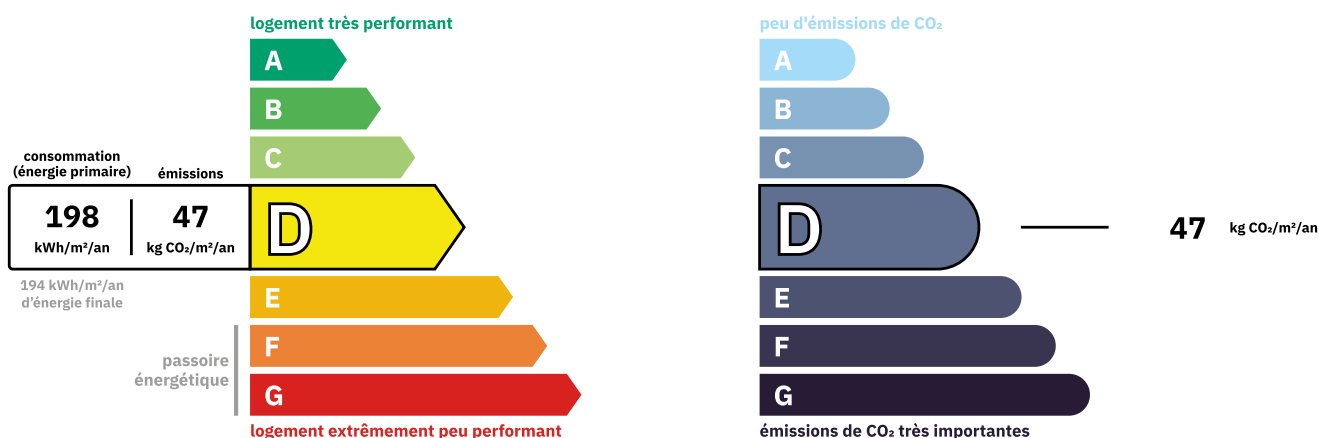 logement très performant
A
B
C
consommation
(énergie primaire)
émissions
198
kWh/m²/an
47
kg CO₂/m²/an
D
194 kWh/m²/an
d'énergie finale
E
F
passoire
énergétique
G
logement extrêmement peu performant
peu d'émissions de CO₂
A
B
C
D
47 kg CO₂/m²/an
E
F
G
émissions de CO₂ très importantes